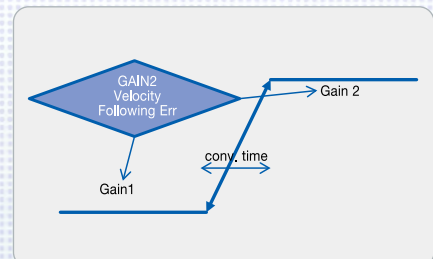 GAIN2
Velocity
Following Err
Gain 2
conv. time
Gain1